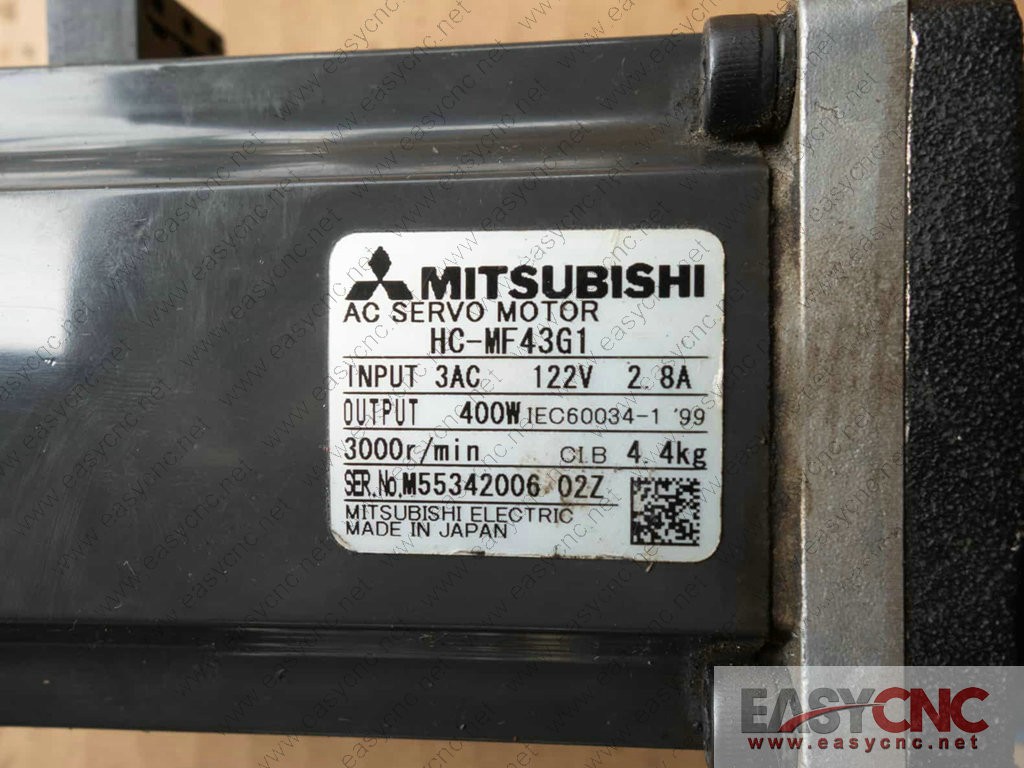 MITSUBISHI
AC SERVO MOTOR
HC-MF43G1
INPUT 3AC 122V 2.8A
OUTPUT 400W IEC60034-1 '99
3000r/min CI.B 4.4kg
SER.No.M55342006 02Z
MITSUBISHI ELECTRIC
MADE IN JAPAN
EASYCNC
www.easycnc.net